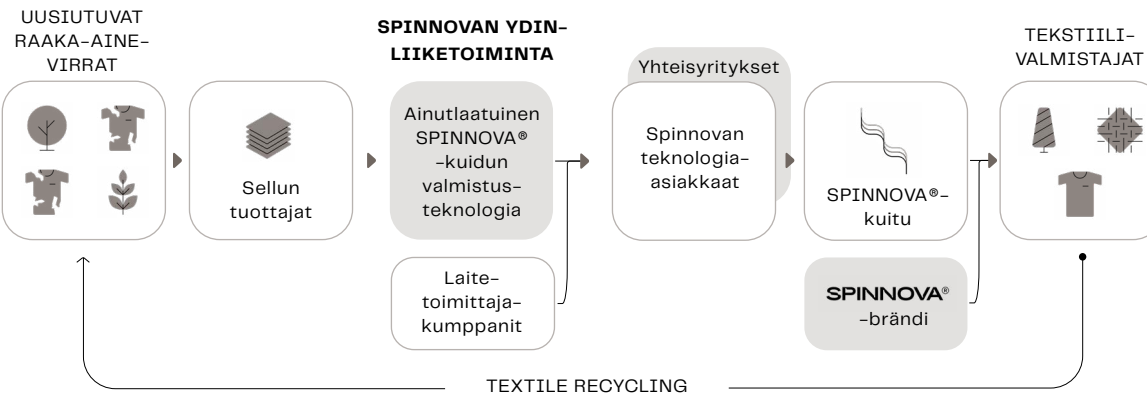 UUSIUTUVAT
RAAKA-AINE-
VIRRAT
Sellun
tuottajat
SPINNOVAN YDIN-
LIIKETOIMINTA
Ainutlaatuinen
SPINNOVA®
-kuidun
valmistus-
teknologia
Laite-
toimittaja-
kumppanit
Yhteisyritykset
Spinnovan
teknologia-
asiakkaat
SPINNOVA®-
kuitu
SPINNOVA®
-brändi
TEKSTIILI-
VALMISTAJAT
TEXTILE RECYCLING